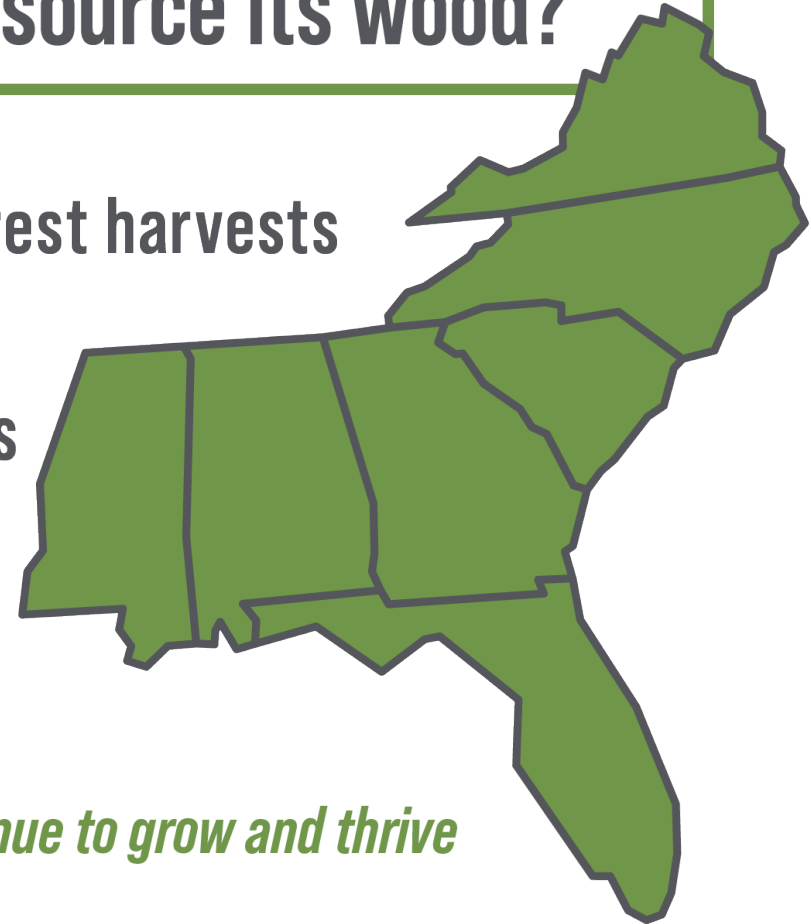 source its wood?
est harvests
s
nue to grow and thrive